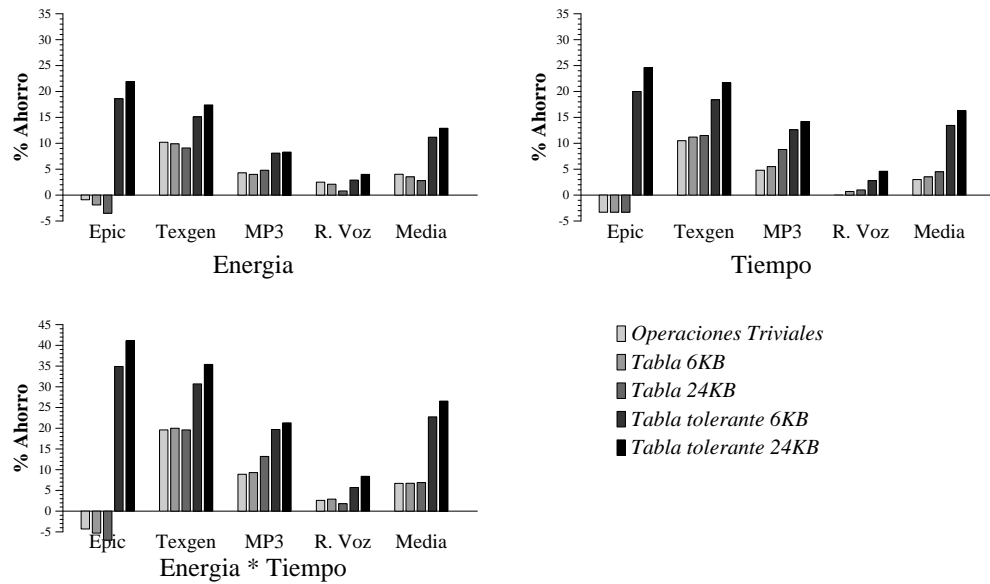 % Ahorro
35
30
25
20
15
10
5
0
-5
Epic Texgen MP3 R. Voz Media
Energia
% Ahorro
35
30
25
20
15
10
5
0
-5
Epic Texgen MP3 R. Voz Media
Tiempo
% Ahorro
45
40
35
30
25
20
15
10
5
0
-5
Epic Texgen MP3 R. Voz Media
Energia * Tiempo
Operaciones Triviales
Tabla 6KB
Tabla 24KB
Tabla tolerante 6KB
Tabla tolerante 24KB